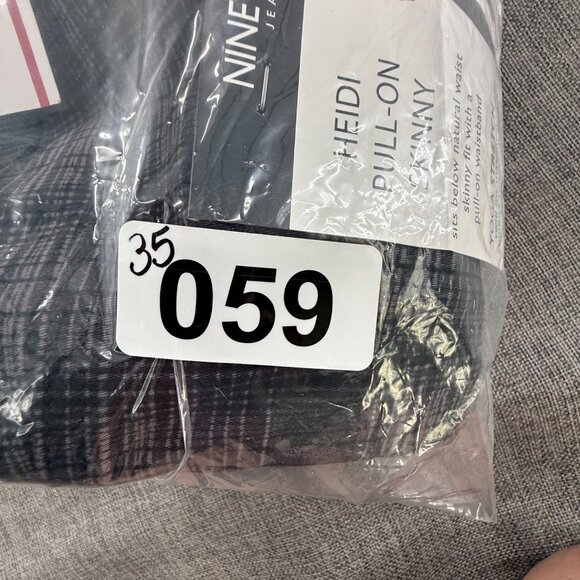 NINE
JEA
HEIDI
PULL-ON
SKINNY
sits below natural waist
skinny fit with a
pull-on waistband
35
059